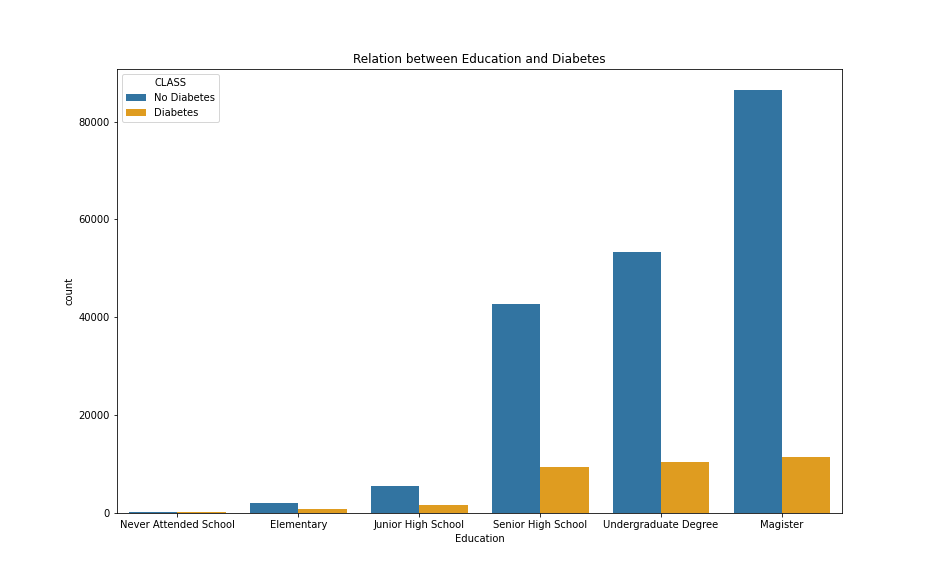 Relation between Education and Diabetes
CLASS
No Diabetes
Diabetes
80000
60000
40000
20000
0
count
Never Attended School
Elementary
Junior High School
Senior High School
Undergraduate Degree
Magister
Education